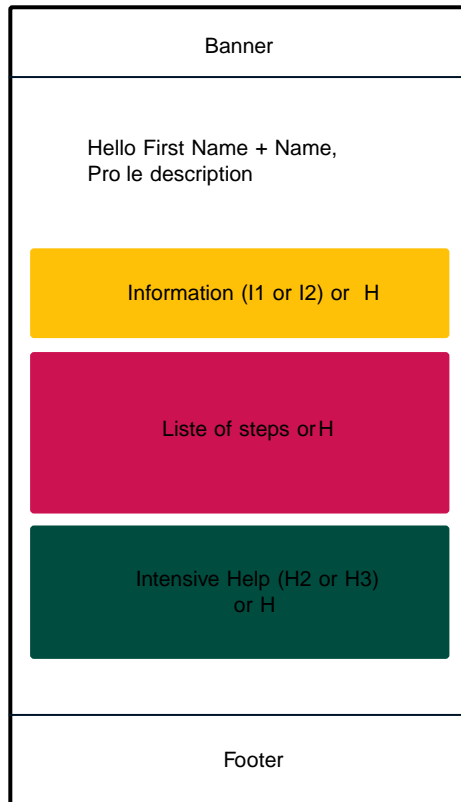 Banner
Hello First Name + Name,
Pro le description
Information (I1 or I2) or H
Liste of steps or H
Intensive Help (H2 or H3)
or H
Footer